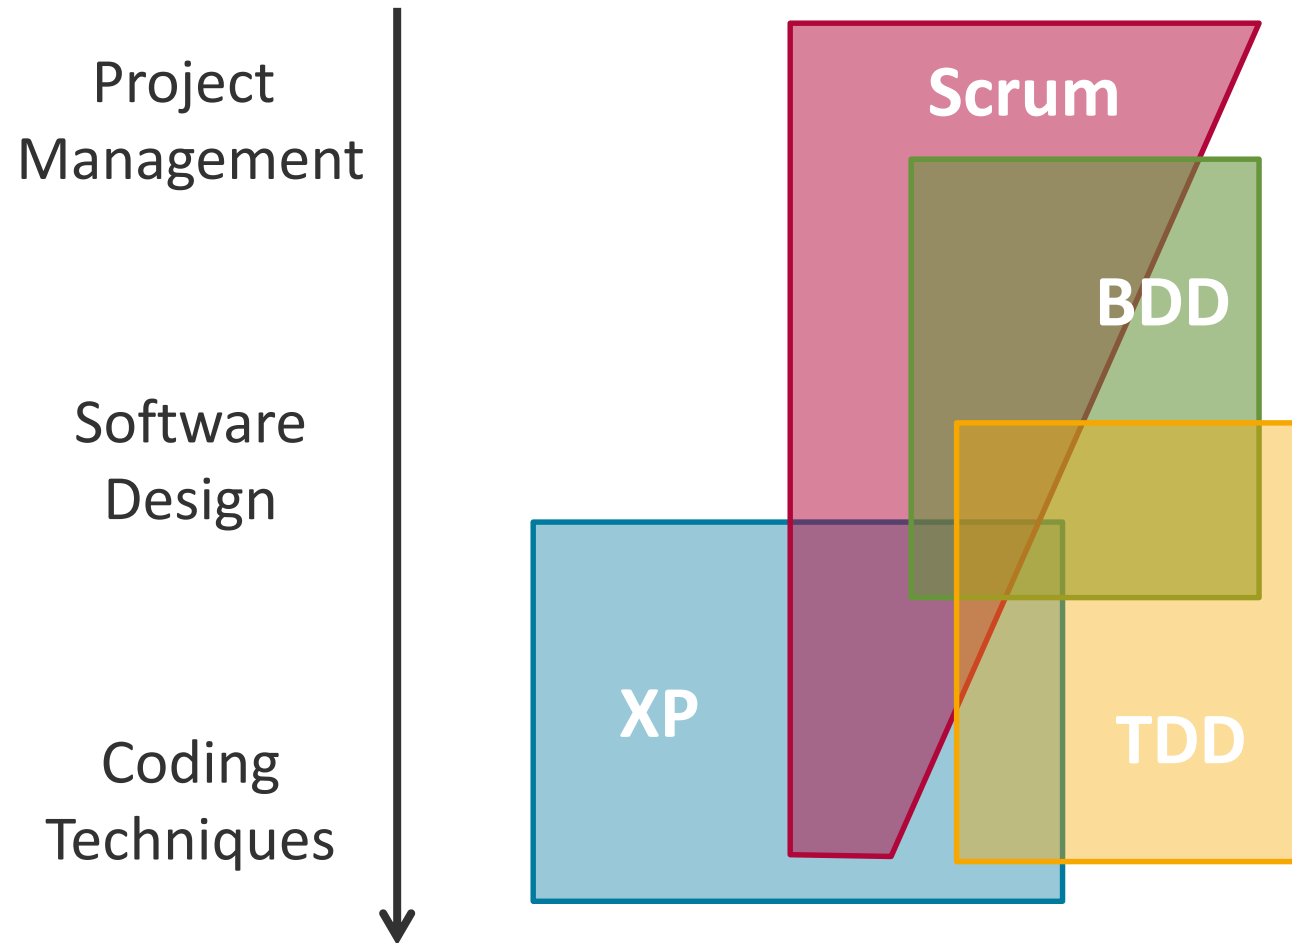 Project
Management
Scrum
BDD
Software
Design
XP
TDD
Coding
Techniques